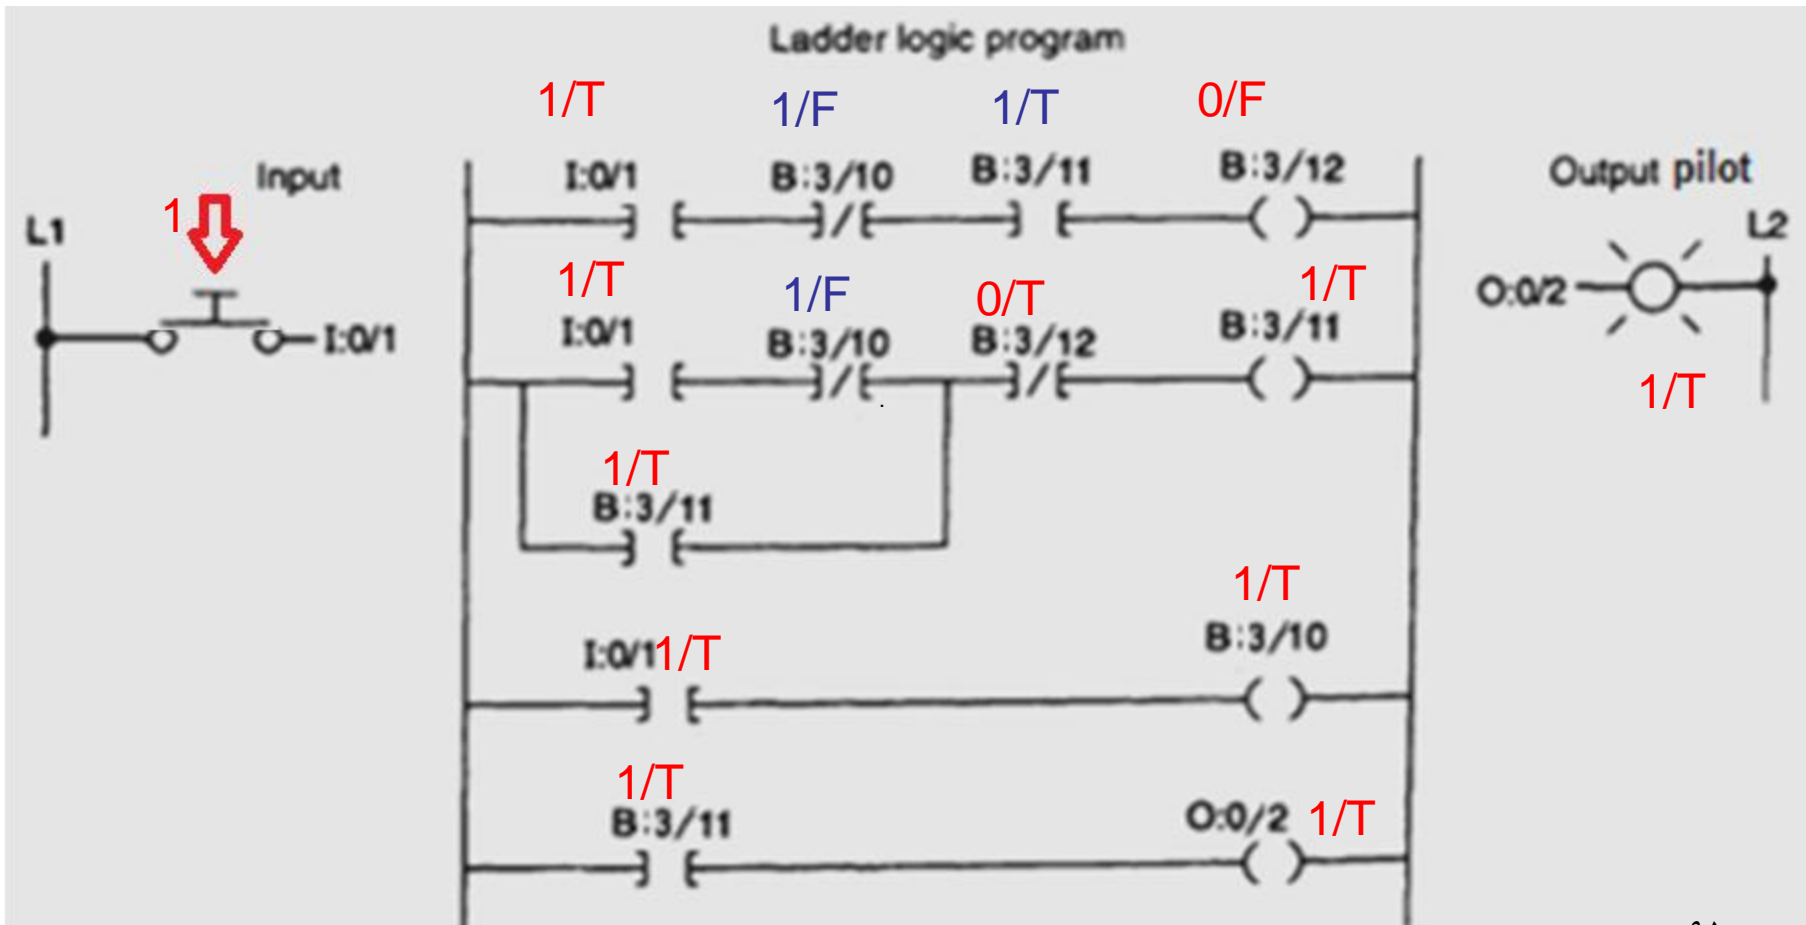 Ladder logic program
1/T 1/F 1/T 0/F
Input I:0/1 B:3/10 B:3/11 B:3/12 Output pilot
1
L1 L2
1/T 1/F 0/T 1/T
O:0/2
I:0/1 I:0/1 B:3/10 B:3/12 B:3/11
1/T
1/T
B:3/11
1/T
B:3/10
I:0/1 1/T
1/T
B:3/11 O:0/2 1/T